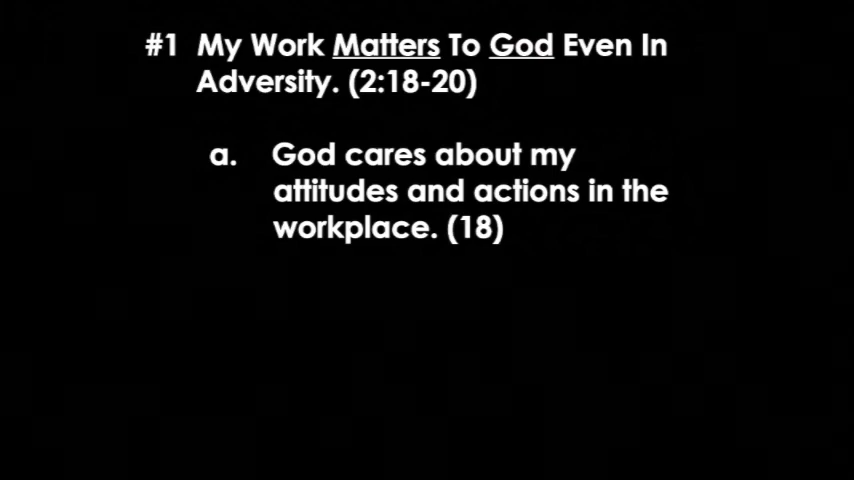 #1 My Work Matters To God Even In
Adversity. (2:18-20)
a. God cares about my
attitudes and actions in the
workplace. (18)